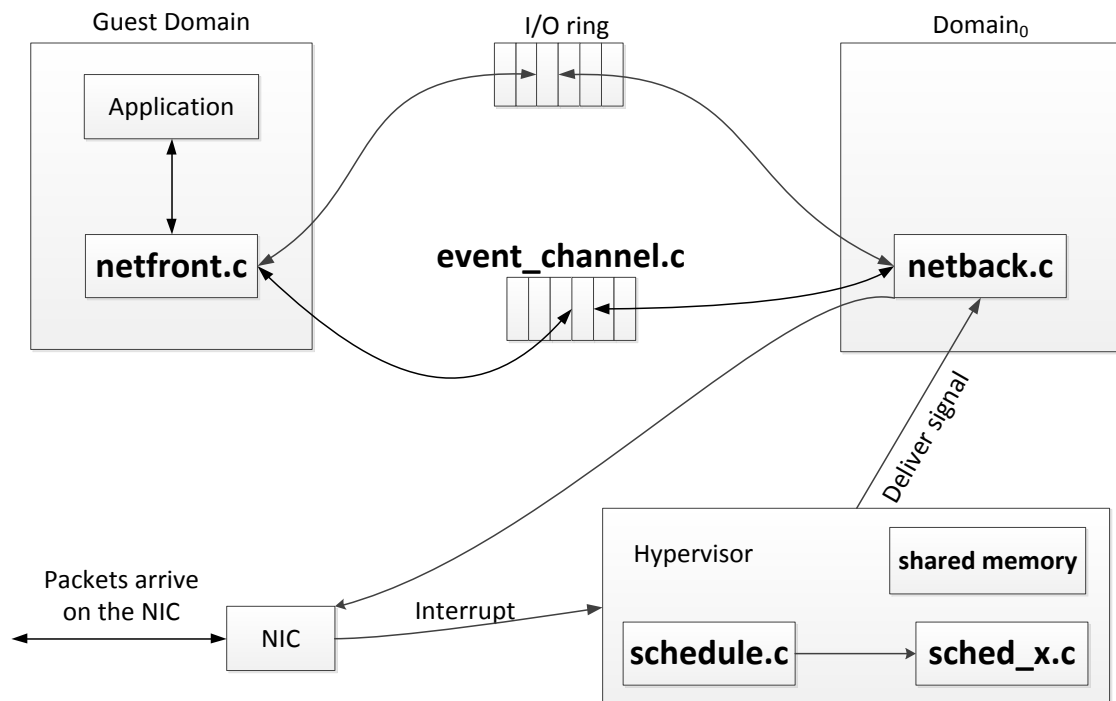 Guest Domain
I/O ring
Domain₀
Application
netfront.c
event_channel.c
netback.c
Deliver signal
Hypervisor
shared memory
Packets arrive
on the NIC
NIC
Interrupt
schedule.c
sched_x.c